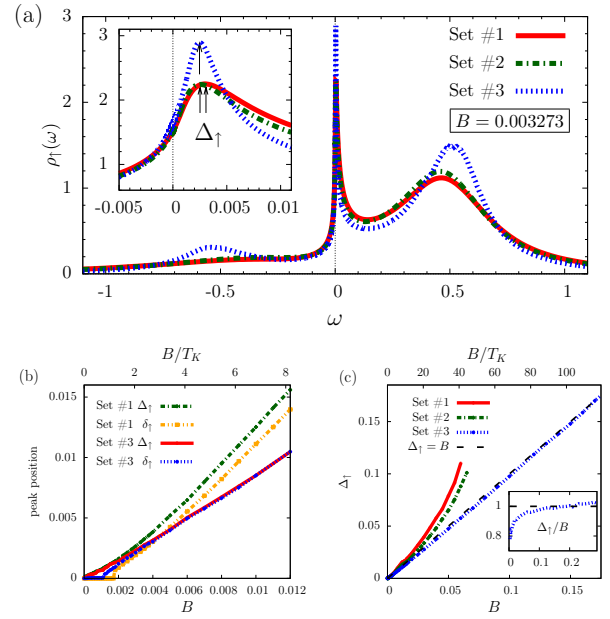 (a)
3
2
1
0
ρ↑(ω)
3
2
1
-0.005
0
0.005
0.01
Δ↑
Set #1
Set #2
Set #3
B = 0.003273
-1
-0.5
0
0.5
1
ω
(b)
B/T_K
0
2
4
6
8
0.015
0.01
0.005
0
peak position
Set #1 Δ↑
Set #1 δ↑
Set #3 Δ↑
Set #3 δ↑
0
0.002
0.004
0.006
0.008
0.01
0.012
B
(c)
B/T_K
0
20
40
60
80
100
0.15
0.1
0.05
0
Δ↑
Set #1
Set #2
Set #3
Δ↑ = B
1
0.8
Δ↑/B
0
0.1
0.2
0
0.05
0.1
0.15
B